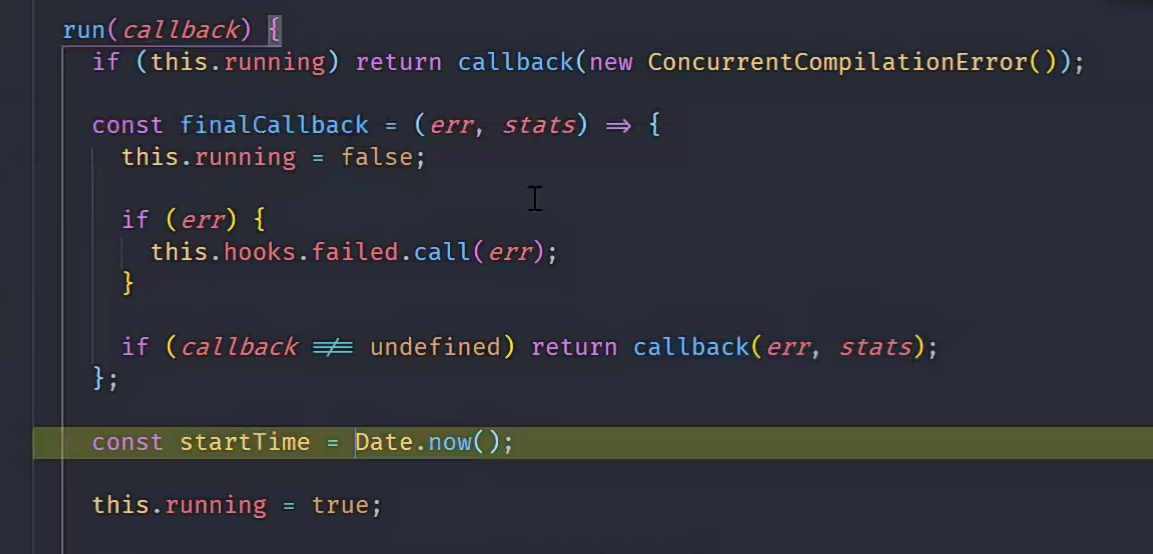 run(callback) {
if (this.running) return callback(new ConcurrentCompilationError());
const finalCallback = (err, stats) => {
this.running = false;
if (err) {
this.hooks.failed.call(err);
}
if (callback !== undefined) return callback(err, stats);
};
const startTime = Date.now();
this.running = true;